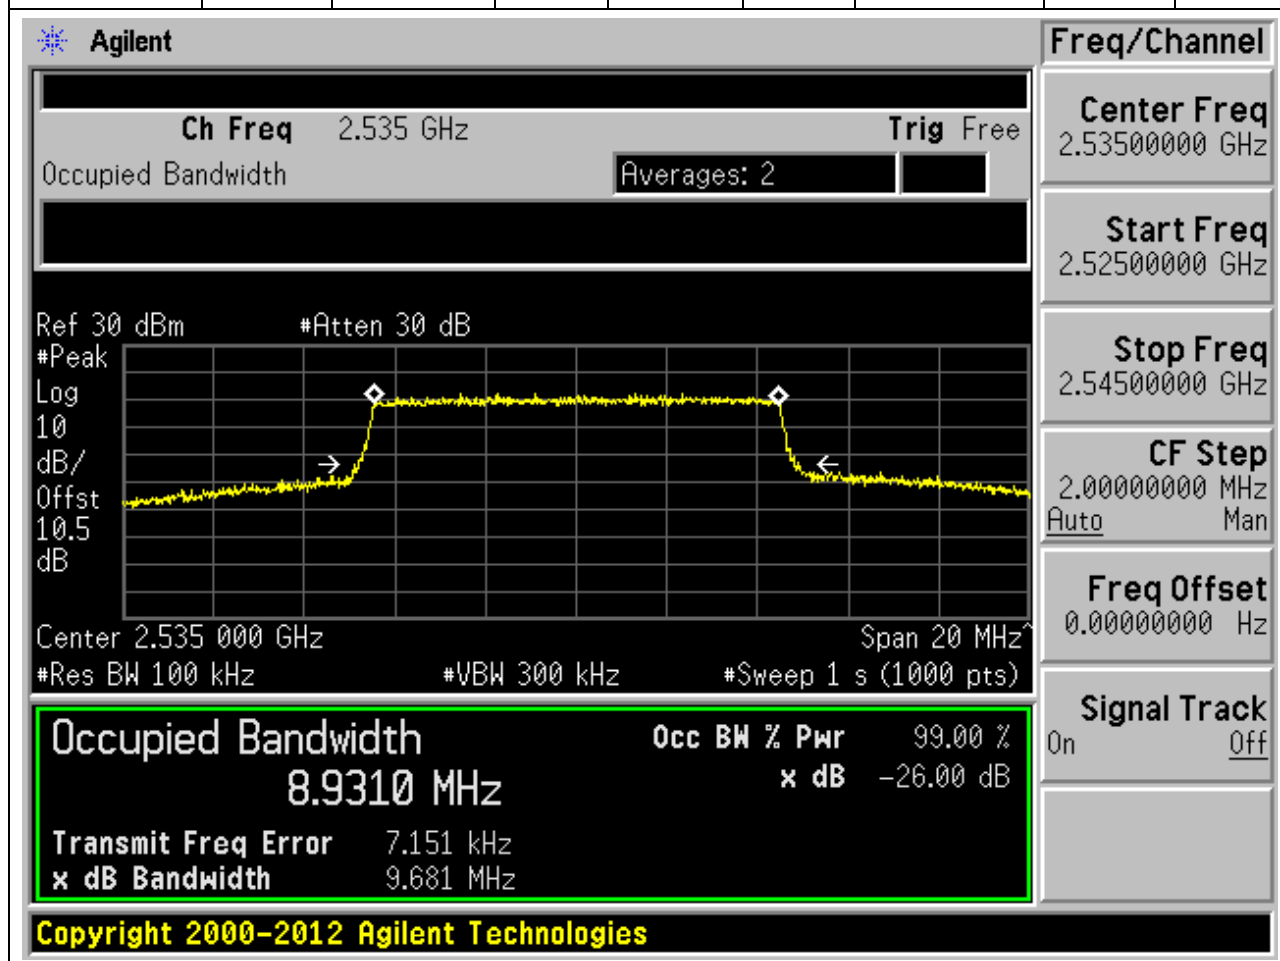 Agilent
Freq/Channel
Ch Freq 2.535 GHz Trig Free
Occupied Bandwidth Averages: 2
Center Freq
2.53500000 GHz
Start Freq
2.52500000 GHz
Stop Freq
2.54500000 GHz
CF Step
2.00000000 MHz
Auto Man
Freq Offset
0.00000000 Hz
Signal Track
On Off
Ref 30 dBm #Atten 30 dB
#Peak
Log
10
dB/
Offst
10.5
dB
Center 2.535 000 GHz Span 20 MHz^
#Res BW 100 kHz #VBW 300 kHz #Sweep 1 s (1000 pts)
Occupied Bandwidth Occ BW % Pwr 99.00 %
8.9310 MHz x dB -26.00 dB
Transmit Freq Error 7.151 kHz
x dB Bandwidth 9.681 MHz
Copyright 2000-2012 Agilent Technologies